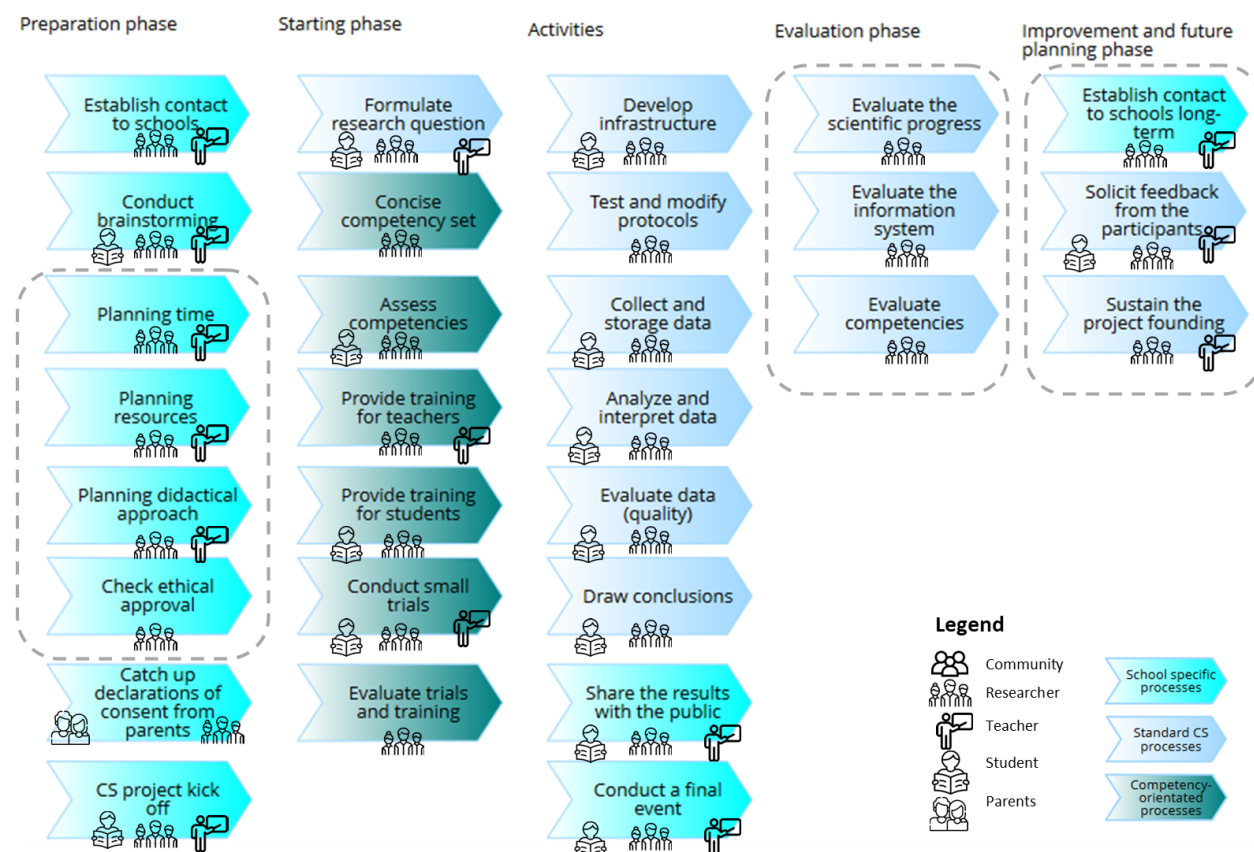 Preparation phase
Establish contact
to schools
Conduct
brainstorming
Planning time
Planning
resources
Planning didactical
approach
Check ethical
approval
Catch up
declarations of
consent from
parents
CS project kick
off
Starting phase
Formulate
research question
Concise
competency set
Assess
competencies
Provide training
for teachers
Provide training
for students
Conduct small
trials
Evaluate trials
and training
Activities
Develop
infrastructure
Test and modify
protocols
Collect and
storage data
Analyze and
interpret data
Evaluate data
(quality)
Draw conclusions
Share the results
with the public
Conduct a final
event
Evaluation phase
Evaluate the
scientific progress
Evaluate the
information
system
Evaluate
competencies
Improvement and future
planning phase
Establish contact
to schools long-
term
Solicit feedback
from the
participants
Sustain the
project founding
Legend
Community
Researcher
Teacher
Student
Parents
School specific
processes
Standard CS
processes
Competency-
orientated
processes